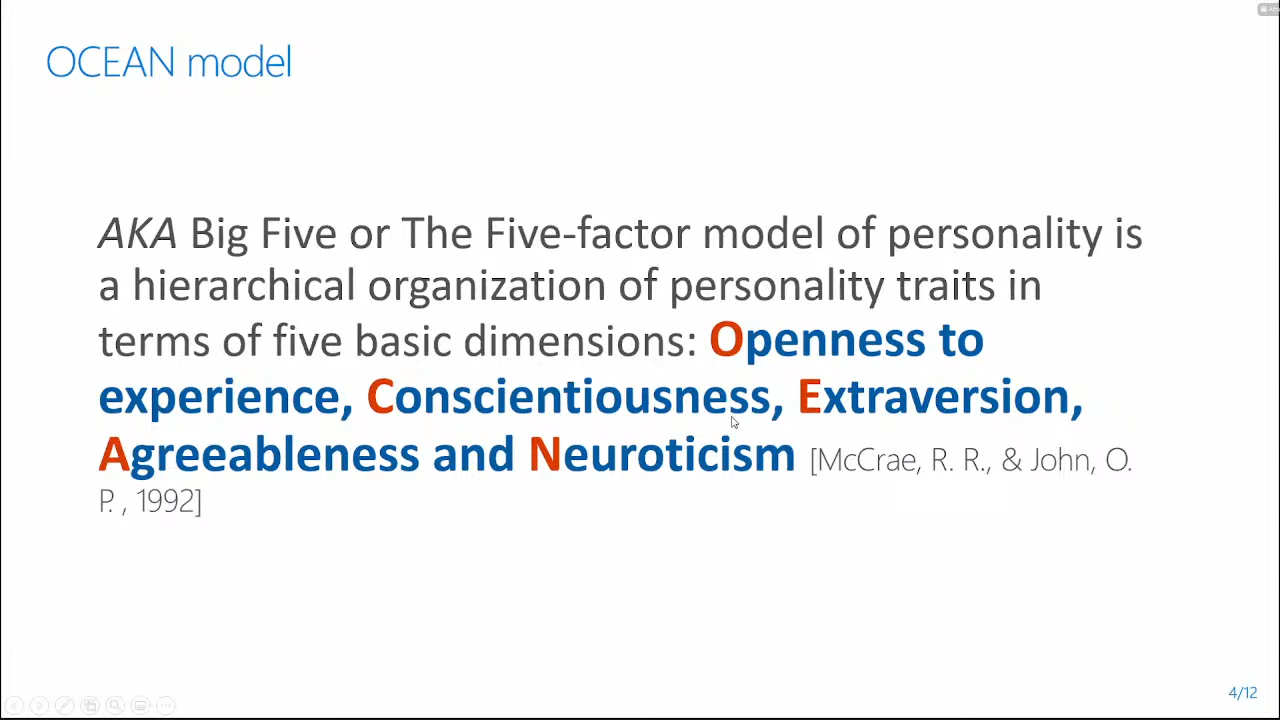 OCEAN model
AKA Big Five or The Five-factor model of personality is
a hierarchical organization of personality traits in
terms of five basic dimensions: Openness to
experience, Conscientiousness, Extraversion,
Agreeableness and Neuroticism [McCrae, R. R., & John, O.
P. , 1992]
4/12